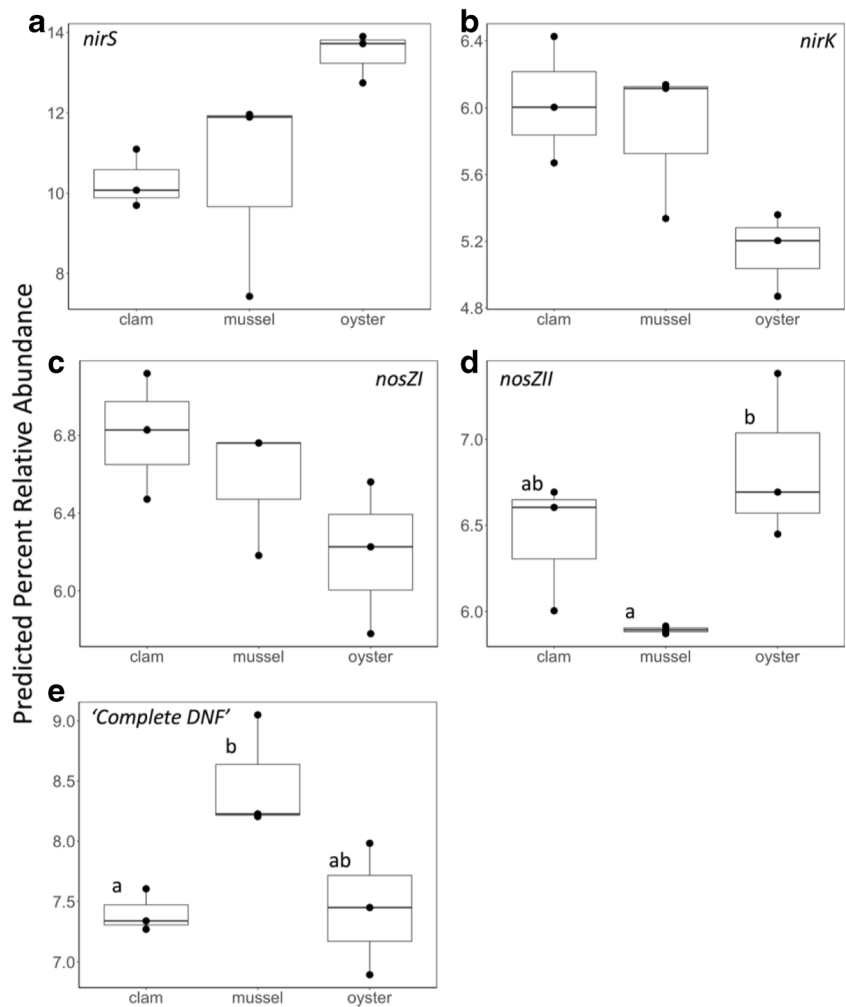 Predicted Percent Relative Abundance
a
nirS
14
12
10
8
clam mussel oyster
b
nirK
6.4
6.0
5.6
5.2
4.8
clam mussel oyster
c
nosZI
6.8
6.4
6.0
clam mussel oyster
d
nosZII
7.0
6.5
6.0
ab
a
b
clam mussel oyster
e
‘Complete DNF’
9.0
8.5
8.0
7.5
7.0
a
b
ab
clam mussel oyster